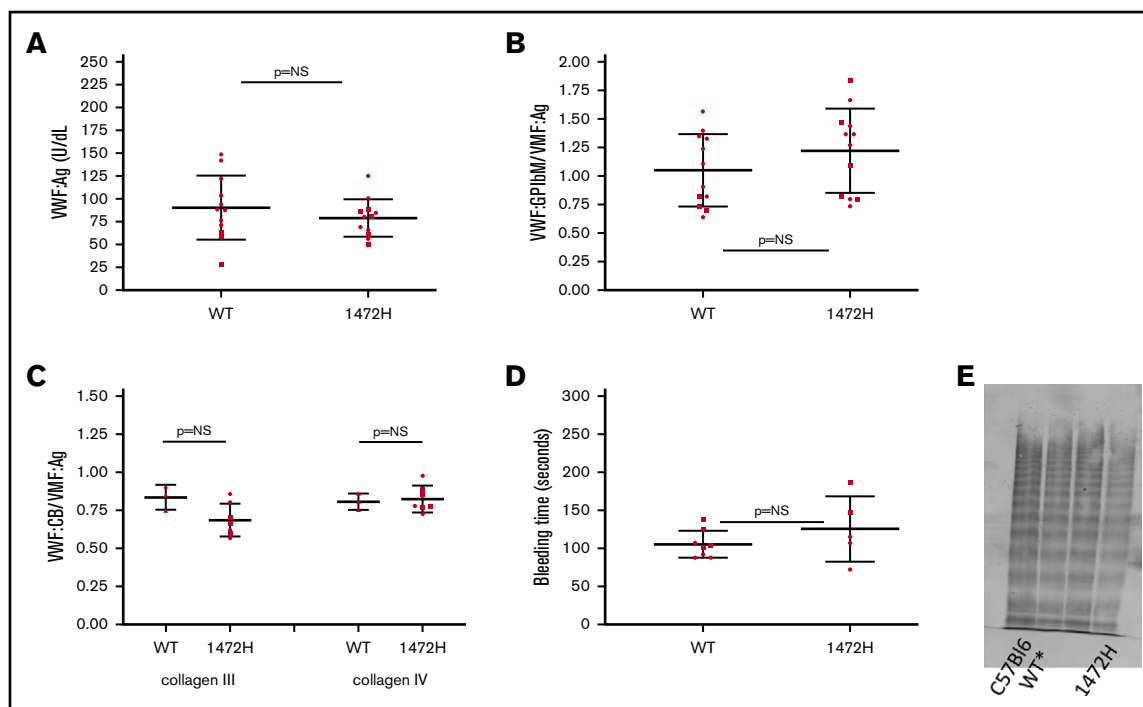 A
250
225
200
175
150
125
100
75
50
25
0
VWF:Ag (U/dL
p=NS
WT
1472H
B
2.00
1.75
1.50
1.25
1.00
0.75
0.50
0.25
0.00
VWF:GPIbM/VMF:Ag
p=NS
WT
1472H
C
1.50
1.25
1.00
0.75
0.50
0.25
0.00
VWF:CB/VMF:Ag
p=NS
p=NS
WT
1472H
WT
1472H
collagen III
collagen IV
D
300
250
200
150
100
50
0
Bleeding time (seconds)
p=NS
WT
1472H
E
C57Bl6
WT*
1472H